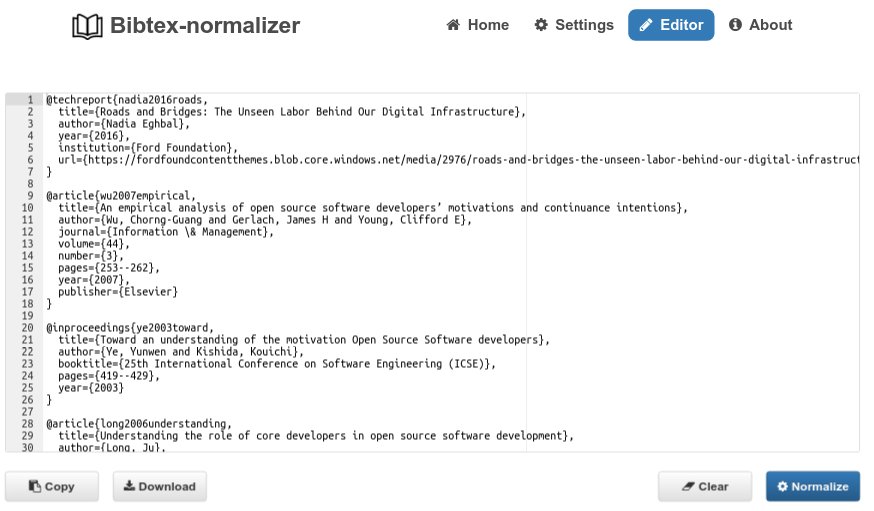 Bibtex-normalizer
Home Settings Editor About
1 @techreport{nadia2016roads,
2 title={Roads and Bridges: The Unseen Labor Behind Our Digital Infrastructure},
3 author={Nadia Eghbal},
4 year={2016},
5 institution={Ford Foundation},
6 url={https://fordfoundcontentthemes.blob.core.windows.net/media/2976/roads-and-bridges-the-unseen-labor-behind-our-digital-infrastruct
7 }
8
9 @article{wu2007empirical,
10 title={An empirical analysis of open source software developers’ motivations and continuance intentions},
11 author={Wu, Chorng-Guang and Gerlach, James H and Young, Clifford E},
12 journal={Information \& Management},
13 volume={44},
14 number={3},
15 pages={253--262},
16 year={2007},
17 publisher={Elsevier}
18 }
19
20 @inproceedings{ye2003toward,
21 title={Toward an understanding of the motivation Open Source Software developers},
22 author={Ye, Yunwen and Kishida, Kouichi},
23 booktitle={25th International Conference on Software Engineering (ICSE)},
24 pages={419--429},
25 year={2003}
26 }
27
28 @article{long2006understanding,
29 title={Understanding the role of core developers in open source software development},
30 author={Long, Ju},
Copy Download Clear Normalize